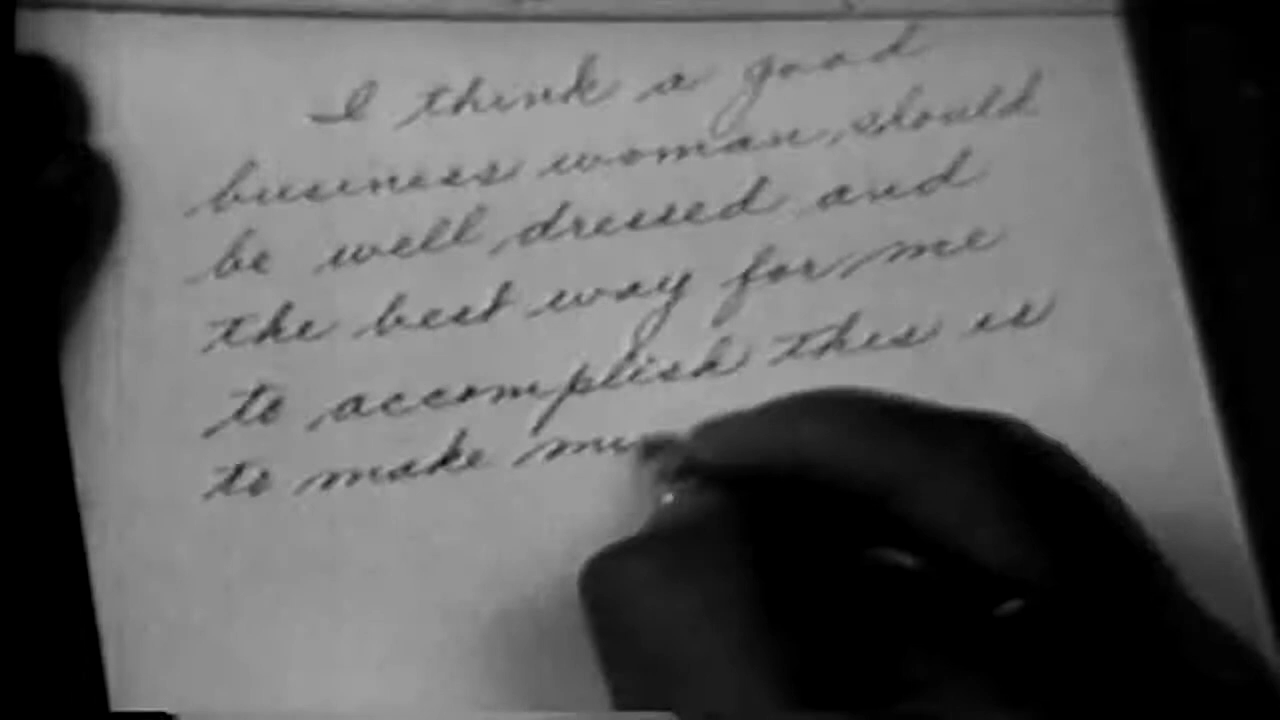 I think a good
business woman should
be well dressed and
the best way for me
to accomplish this is
to make my